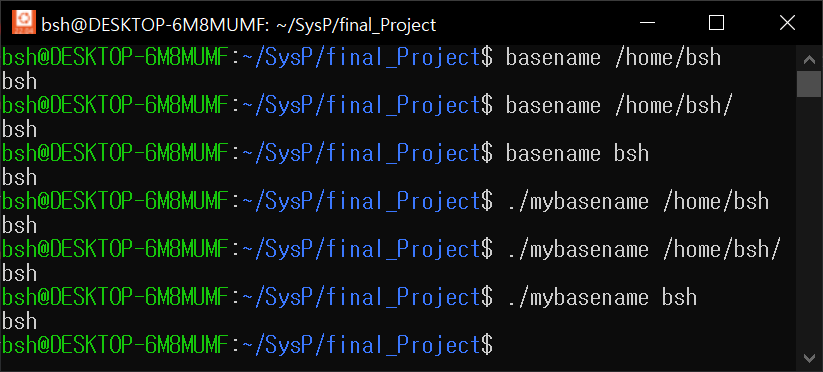 bsh@DESKTOP-6M8MUMF: ~/SysP/final_Project
bsh@DESKTOP-6M8MUMF:~/SysP/final_Project$ basename /home/bsh
bsh
bsh@DESKTOP-6M8MUMF:~/SysP/final_Project$ basename /home/bsh/
bsh
bsh@DESKTOP-6M8MUMF:~/SysP/final_Project$ basename bsh
bsh
bsh@DESKTOP-6M8MUMF:~/SysP/final_Project$ ./mybasename /home/bsh
bsh
bsh@DESKTOP-6M8MUMF:~/SysP/final_Project$ ./mybasename /home/bsh/
bsh
bsh@DESKTOP-6M8MUMF:~/SysP/final_Project$ ./mybasename bsh
bsh
bsh@DESKTOP-6M8MUMF:~/SysP/final_Project$